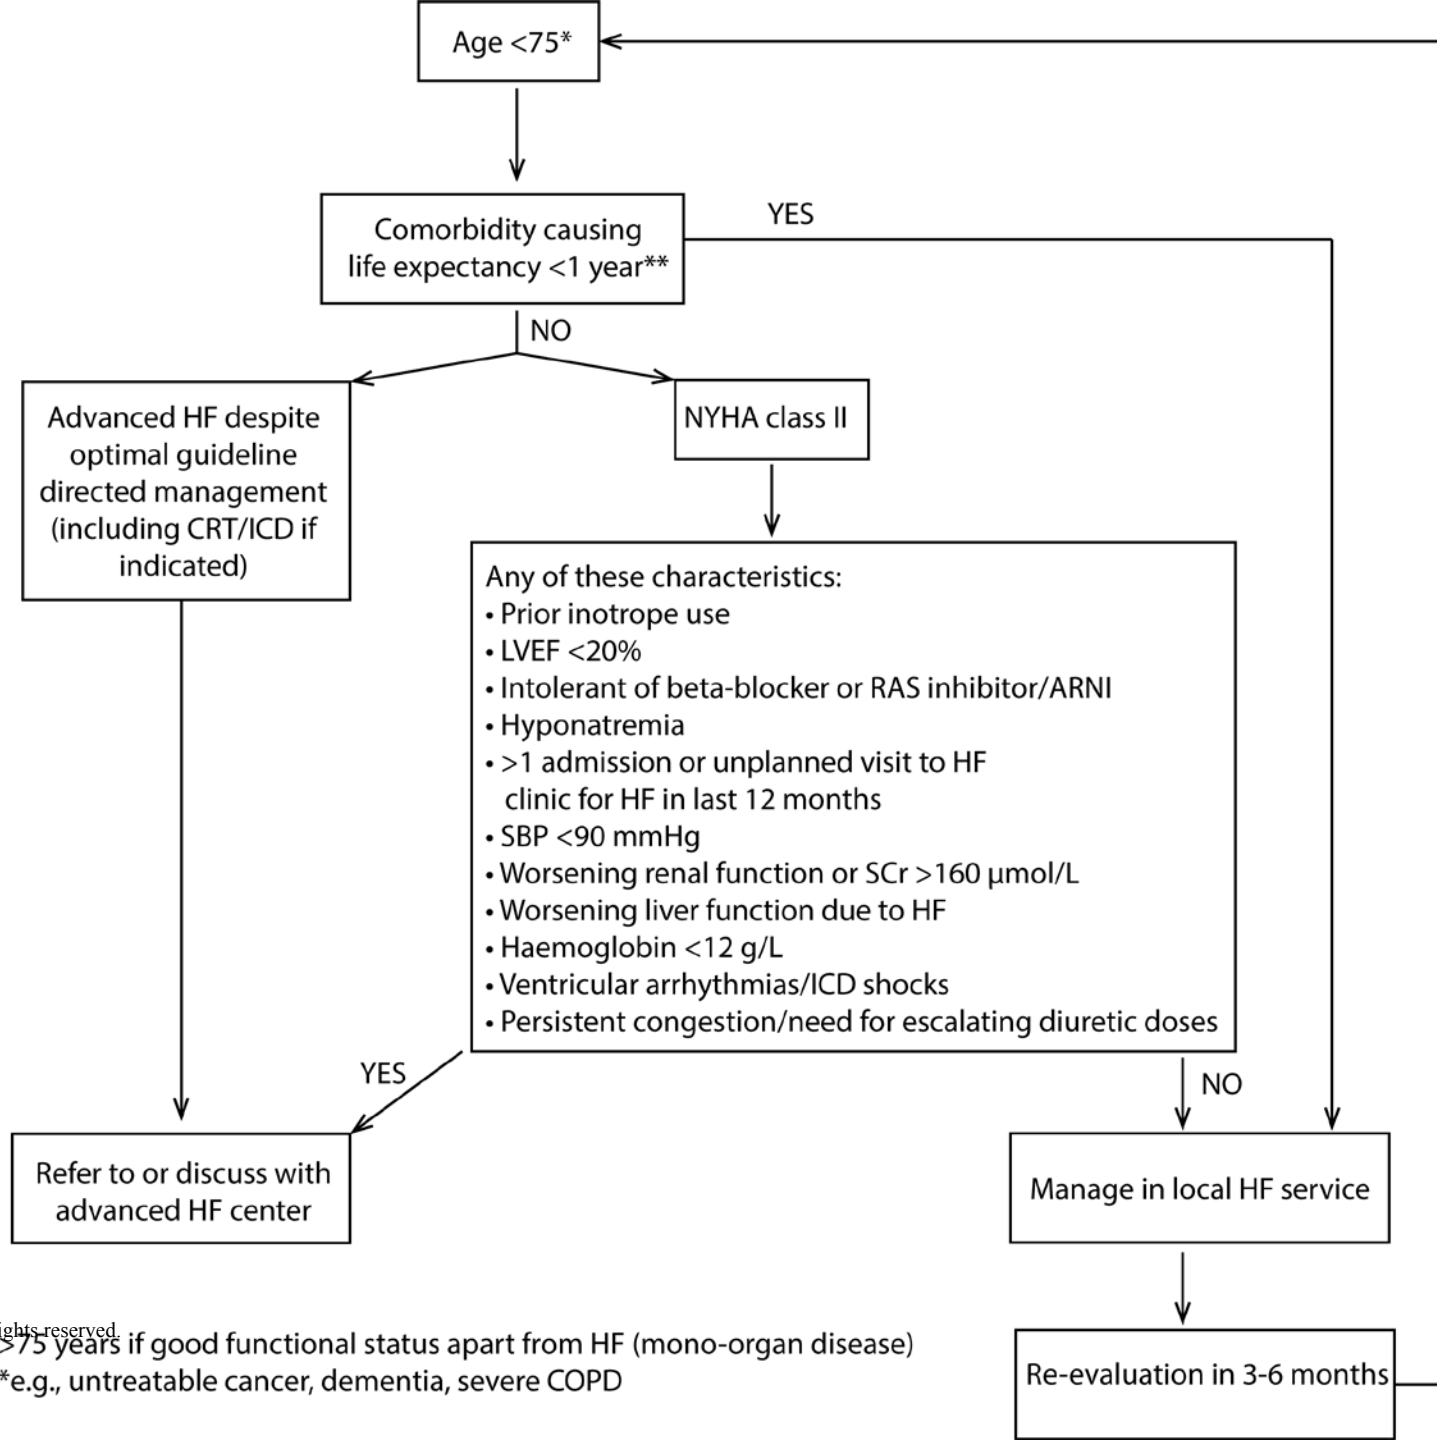 Age <75*
Comorbidity causing
life expectancy <1 year**
YES
NO
Advanced HF despite
optimal guideline
directed management
(including CRT/ICD if
indicated)
NYHA class II
Any of these characteristics:
• Prior inotrope use
• LVEF <20%
• Intolerant of beta-blocker or RAS inhibitor/ARNI
• Hyponatremia
• >1 admission or unplanned visit to HF
clinic for HF in last 12 months
• SBP <90 mmHg
• Worsening renal function or SCr >160 µmol/L
• Worsening liver function due to HF
• Haemoglobin <12 g/L
• Ventricular arrhythmias/ICD shocks
• Persistent congestion/need for escalating diuretic doses
YES
NO
Refer to or discuss with
advanced HF center
Manage in local HF service
Re-evaluation in 3-6 months
ights reserved.
>75 years if good functional status apart from HF (mono-organ disease)
*e.g., untreatable cancer, dementia, severe COPD